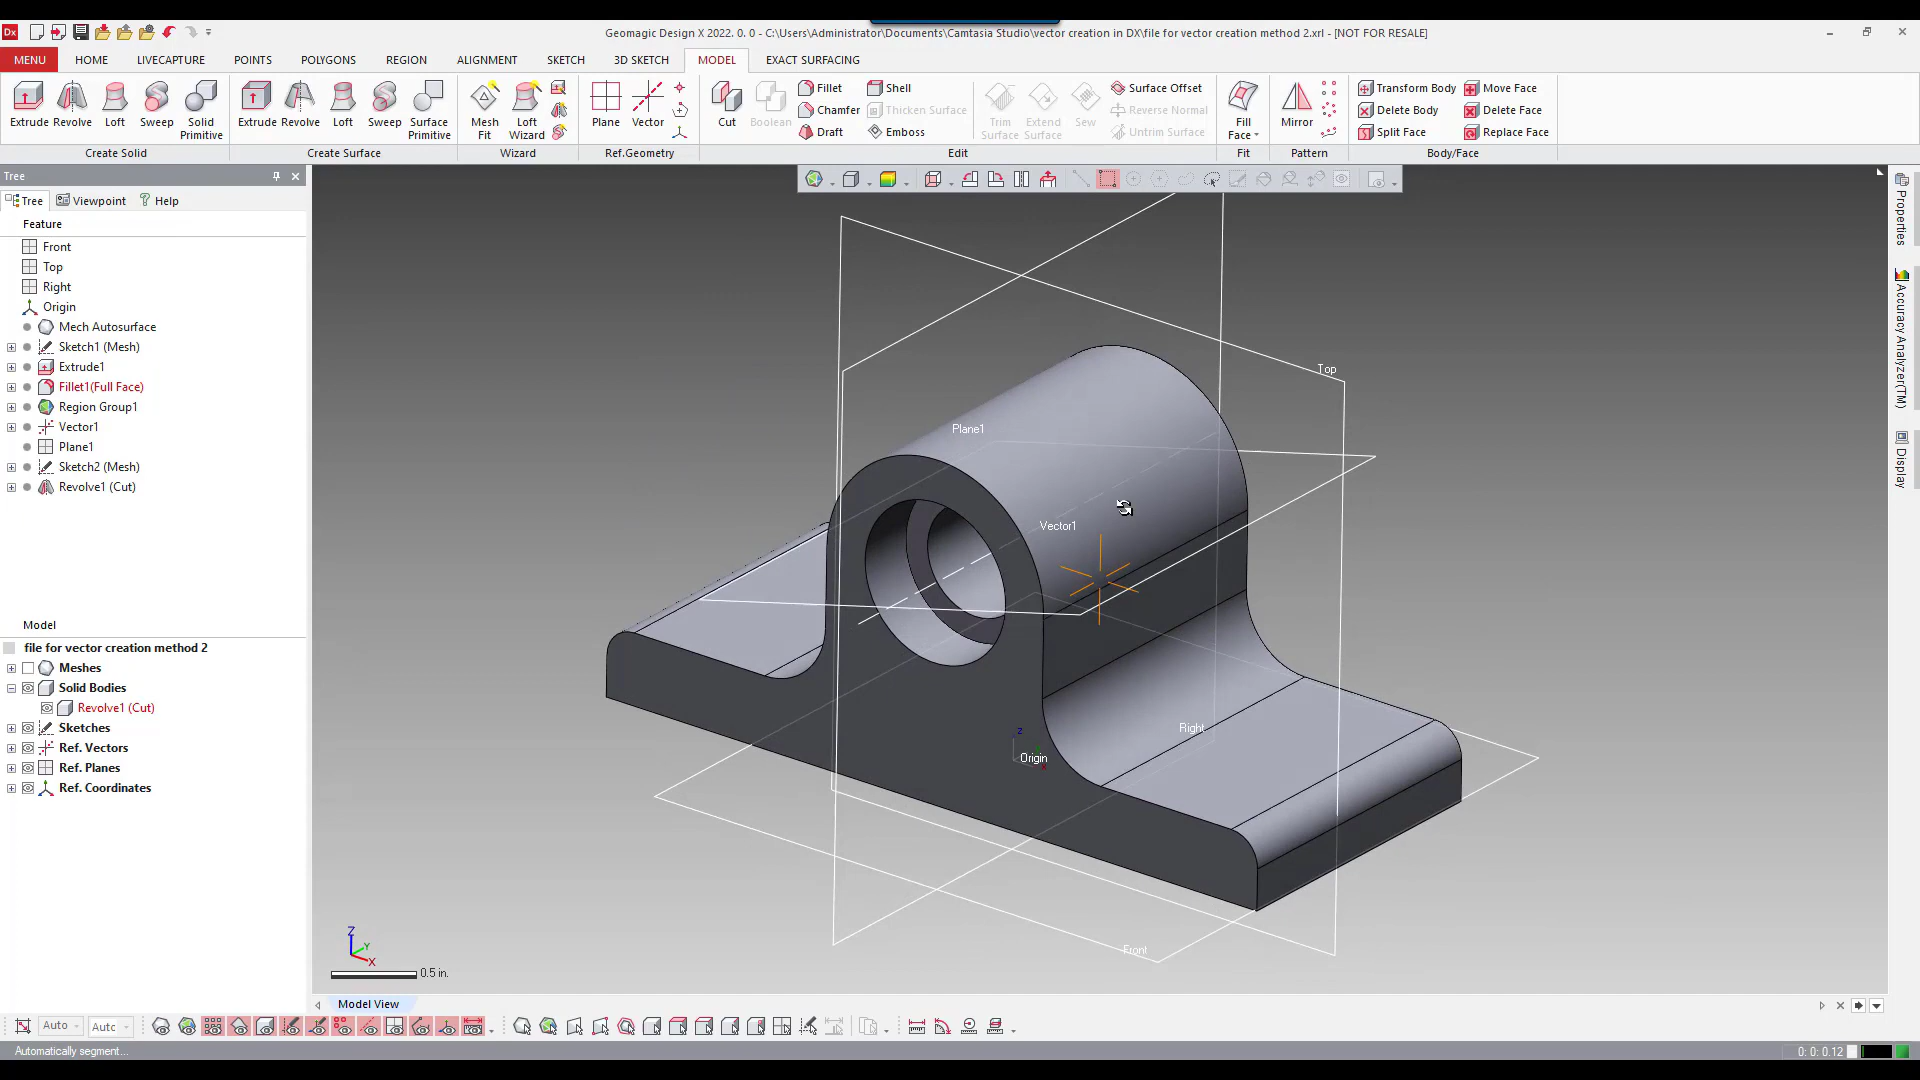 Dx
Geomagic Design X 2022. 0. 0 - C:\Users\Administrator\Documents\Camtasia Studio\vector creation in DX\file for vector creation method 2.xrl - [NOT FOR RESALE]
MENU HOME LIVECAPTURE POINTS POLYGONS REGION ALIGNMENT SKETCH 3D SKETCH MODEL EXACT SURFACING
Extrude Revolve Loft Sweep Solid Primitive
Create Solid
Extrude Revolve Loft Sweep Surface Primitive
Create Surface
Mesh Fit Loft Wizard
Wizard
Plane Vector
Ref.Geometry
Cut Boolean
Fillet Shell
Chamfer Thicken Surface
Draft Emboss
Trim Surface Extend Surface Sew
Surface Offset
Reverse Normal
Untrim Surface
Edit
Fill Face
Fit
Mirror
Pattern
Transform Body Move Face
Delete Body Delete Face
Split Face Replace Face
Body/Face
Tree
Tree Viewpoint Help
Feature
Front
Top
Right
Origin
Mech Autosurface
Sketch1 (Mesh)
Extrude1
Fillet1(Full Face)
Region Group1
Vector1
Plane1
Sketch2 (Mesh)
Revolve1 (Cut)
Model
file for vector creation method 2
Meshes
Solid Bodies
Revolve1 (Cut)
Sketches
Ref. Vectors
Ref. Planes
Ref. Coordinates
Top
Plane1
Vector1
Right
Z
Origin
Front
Z
Y
X
0.5 in.
Properties
Accuracy Analyzer(TM)
Display
Model View
Auto Auto
Automatically segment...
0: 0: 0.12